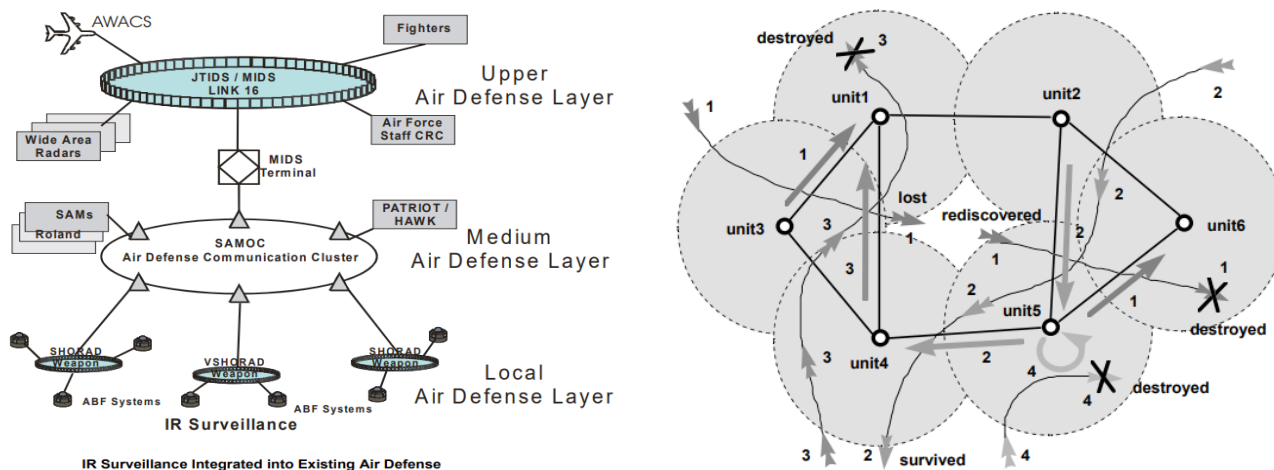 AWACS
Fighters
JTIDS / MIDS
LINK 16
Upper
Air Defense Layer
Wide Area
Radars
Air Force
Staff CRC
MIDS
Terminal
SAMs
Roland
PATRIOT /
HAWK
SAMOC
Air Defense Communication Cluster
Medium
Air Defense Layer
SHORAD
Weapon
VSHORAD
Weapon
SHORAD
Weapon
Local
Air Defense Layer
ABF Systems
ABF Systems
IR Surveillance
IR Surveillance Integrated into Existing Air Defense
destroyed
3
1
unit1
unit2
2
1
lost
2
rediscovered
unit3
3
1
2
unit6
3
1
1
2
unit5
1
destroyed
unit4
2
3
4
destroyed
4
3
2
survived
4